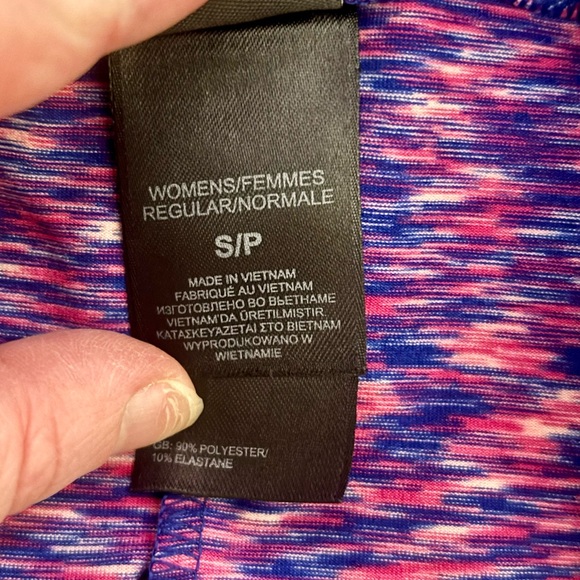 WOMENS/FEMMES
REGULAR/NORMALE
S/P
MADE IN VIETNAM
FABRIQUÉ AU VIETNAM
ИЗГОТОВЛЕНО ВО ВЬЕТНАМЕ
VIETNAM'DA ÜRETILMISTIR.
ΚΑΤΑΣΚΕΥΑΖΕΤΑΙ ΣΤΟ ΒΙΕΤΝΑΜ
WYPRODUKOWANO W
WIETNAMIE
GB: 90% POLYESTER/
10% ELASTANE